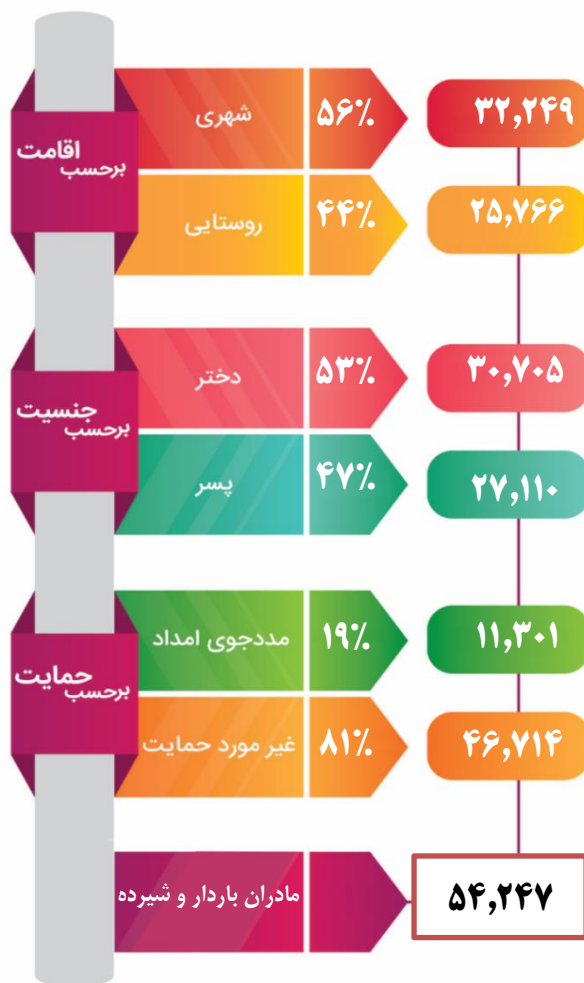 برحسب اقامت
شهری ۵۶٪ ۳۲,۲۴۹
روستایی ۴۴٪ ۲۵,۷۶۶
برحسب جنسیت
دختر ۵۳٪ ۳۰,۷۰۵
پسر ۴۷٪ ۲۷,۱۱۰
برحسب حمایت
مددجوی امداد ۱۹٪ ۱۱,۳۰۱
غیر مورد حمایت ۸۱٪ ۴۶,۷۱۴
مادران باردار و شیرده ۵۴,۲۴۷